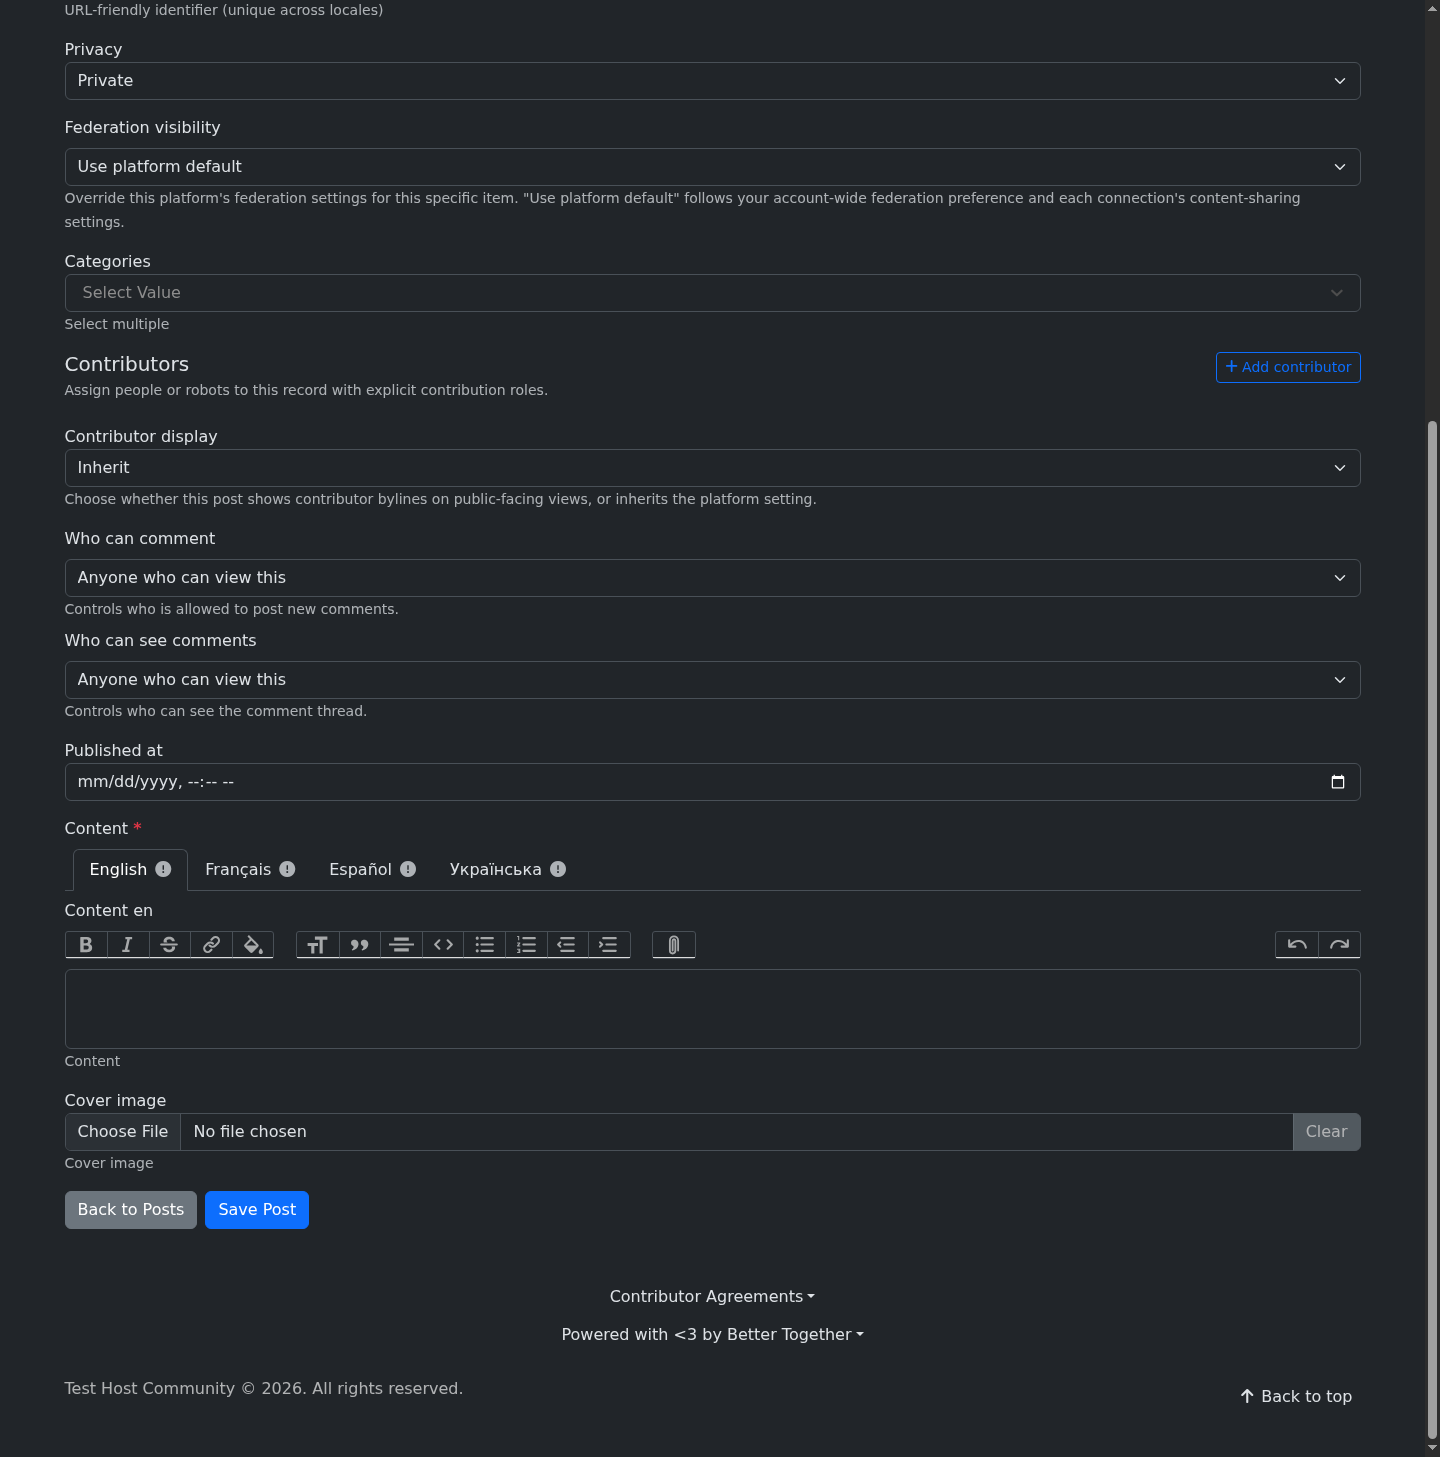 URL-friendly identifier (unique across locales)
Privacy
Private
Federation visibility
Use platform default
Override this platform's federation settings for this specific item. "Use platform default" follows your account-wide federation preference and each connection's content-sharing
settings.
Categories
Select Value
Select multiple
Contributors
Add contributor
Assign people or robots to this record with explicit contribution roles.
Contributor display
Inherit
Choose whether this post shows contributor bylines on public-facing views, or inherits the platform setting.
Who can comment
Anyone who can view this
Controls who is allowed to post new comments.
Who can see comments
Anyone who can view this
Controls who can see the comment thread.
Published at
mm/dd/yyyy, --:-- --
Content *
English Français Español Українська
Content en
Content
Cover image
Choose File No file chosen Clear
Cover image
Back to Posts Save Post
Contributor Agreements
Powered with <3 by Better Together
Test Host Community © 2026. All rights reserved.
Back to top